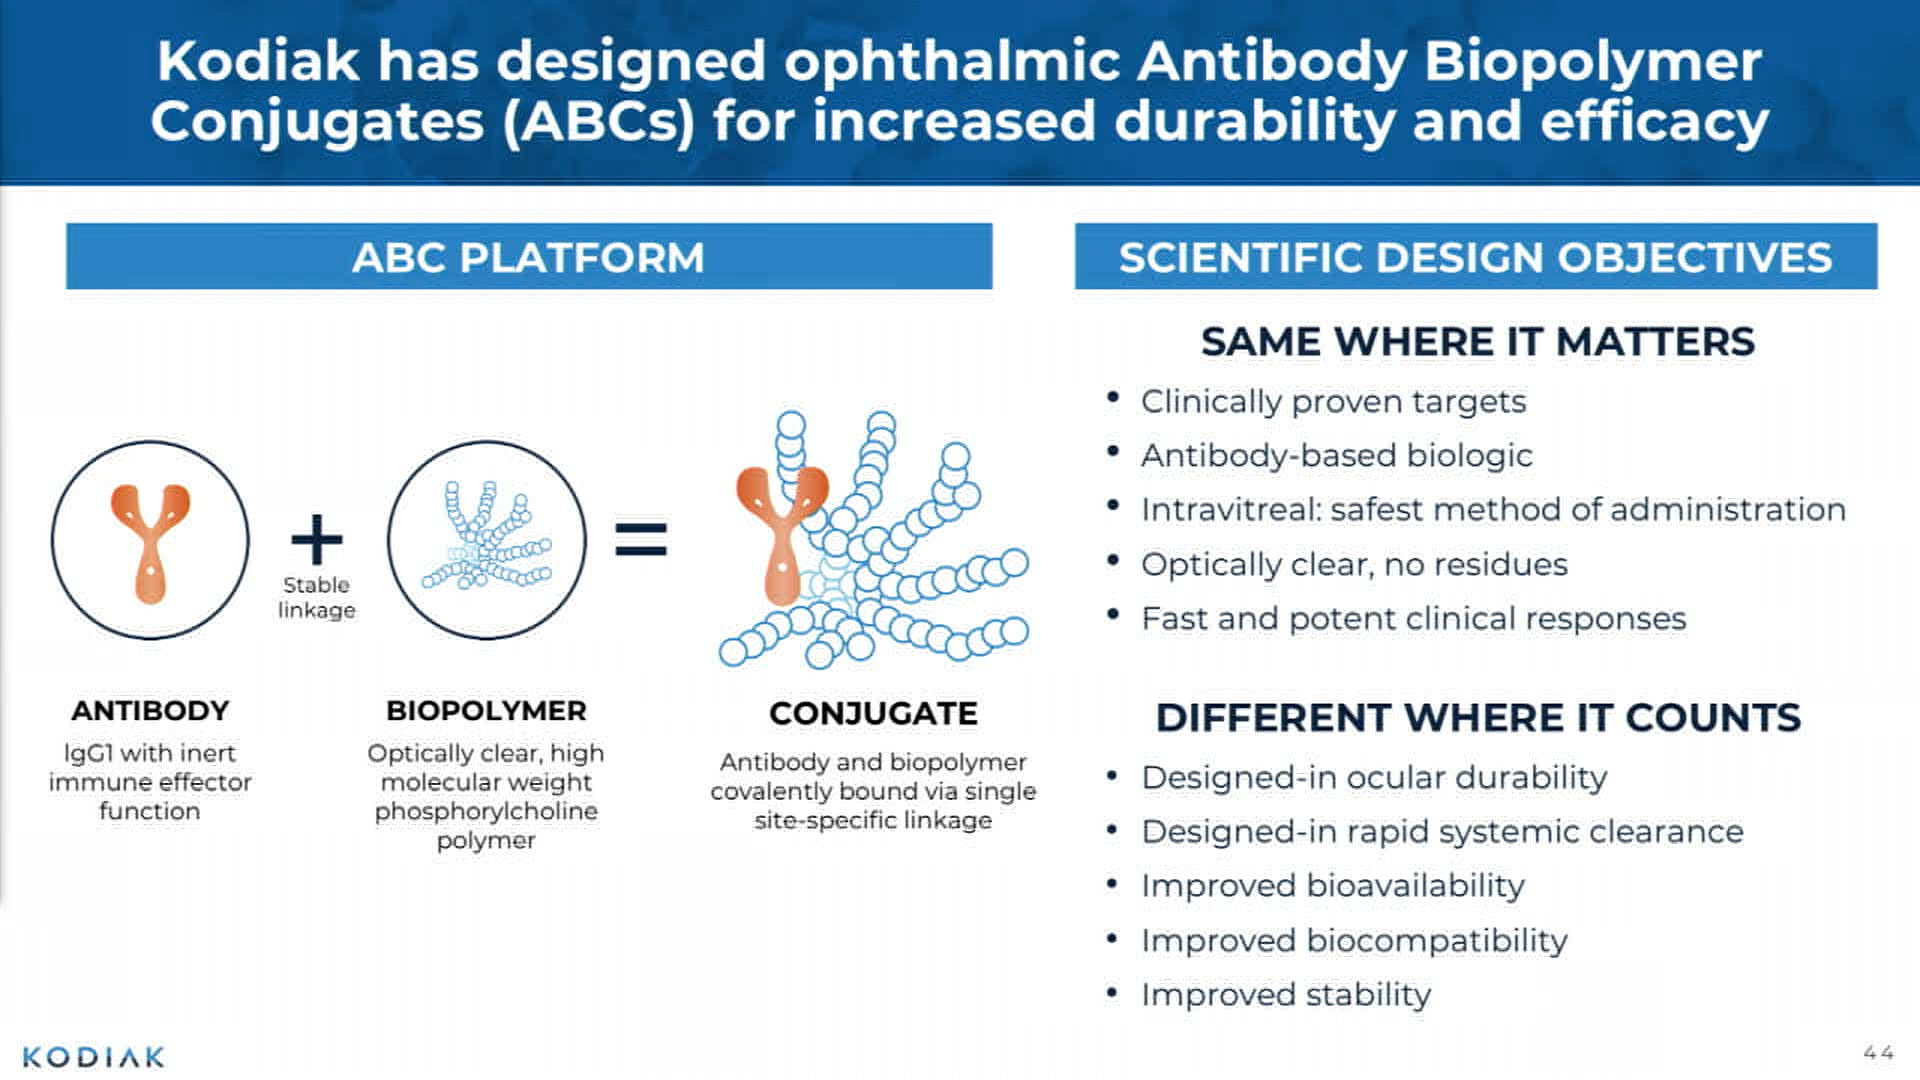 Kodiak has designed ophthalmic Antibody Biopolymer
Conjugates (ABCs) for increased durability and efficacy
ABC PLATFORM
+
Stable
linkage
=
ANTIBODY
IgG1 with inert
immune effector
function
BIOPOLYMER
Optically clear, high
molecular weight
phosphorylcholine
polymer
CONJUGATE
Antibody and biopolymer
covalently bound via single
site-specific linkage
SCIENTIFIC DESIGN OBJECTIVES
SAME WHERE IT MATTERS
• Clinically proven targets
• Antibody-based biologic
• Intravitreal: safest method of administration
• Optically clear, no residues
• Fast and potent clinical responses
DIFFERENT WHERE IT COUNTS
• Designed-in ocular durability
• Designed-in rapid systemic clearance
• Improved bioavailability
• Improved biocompatibility
• Improved stability
KODIAK
44